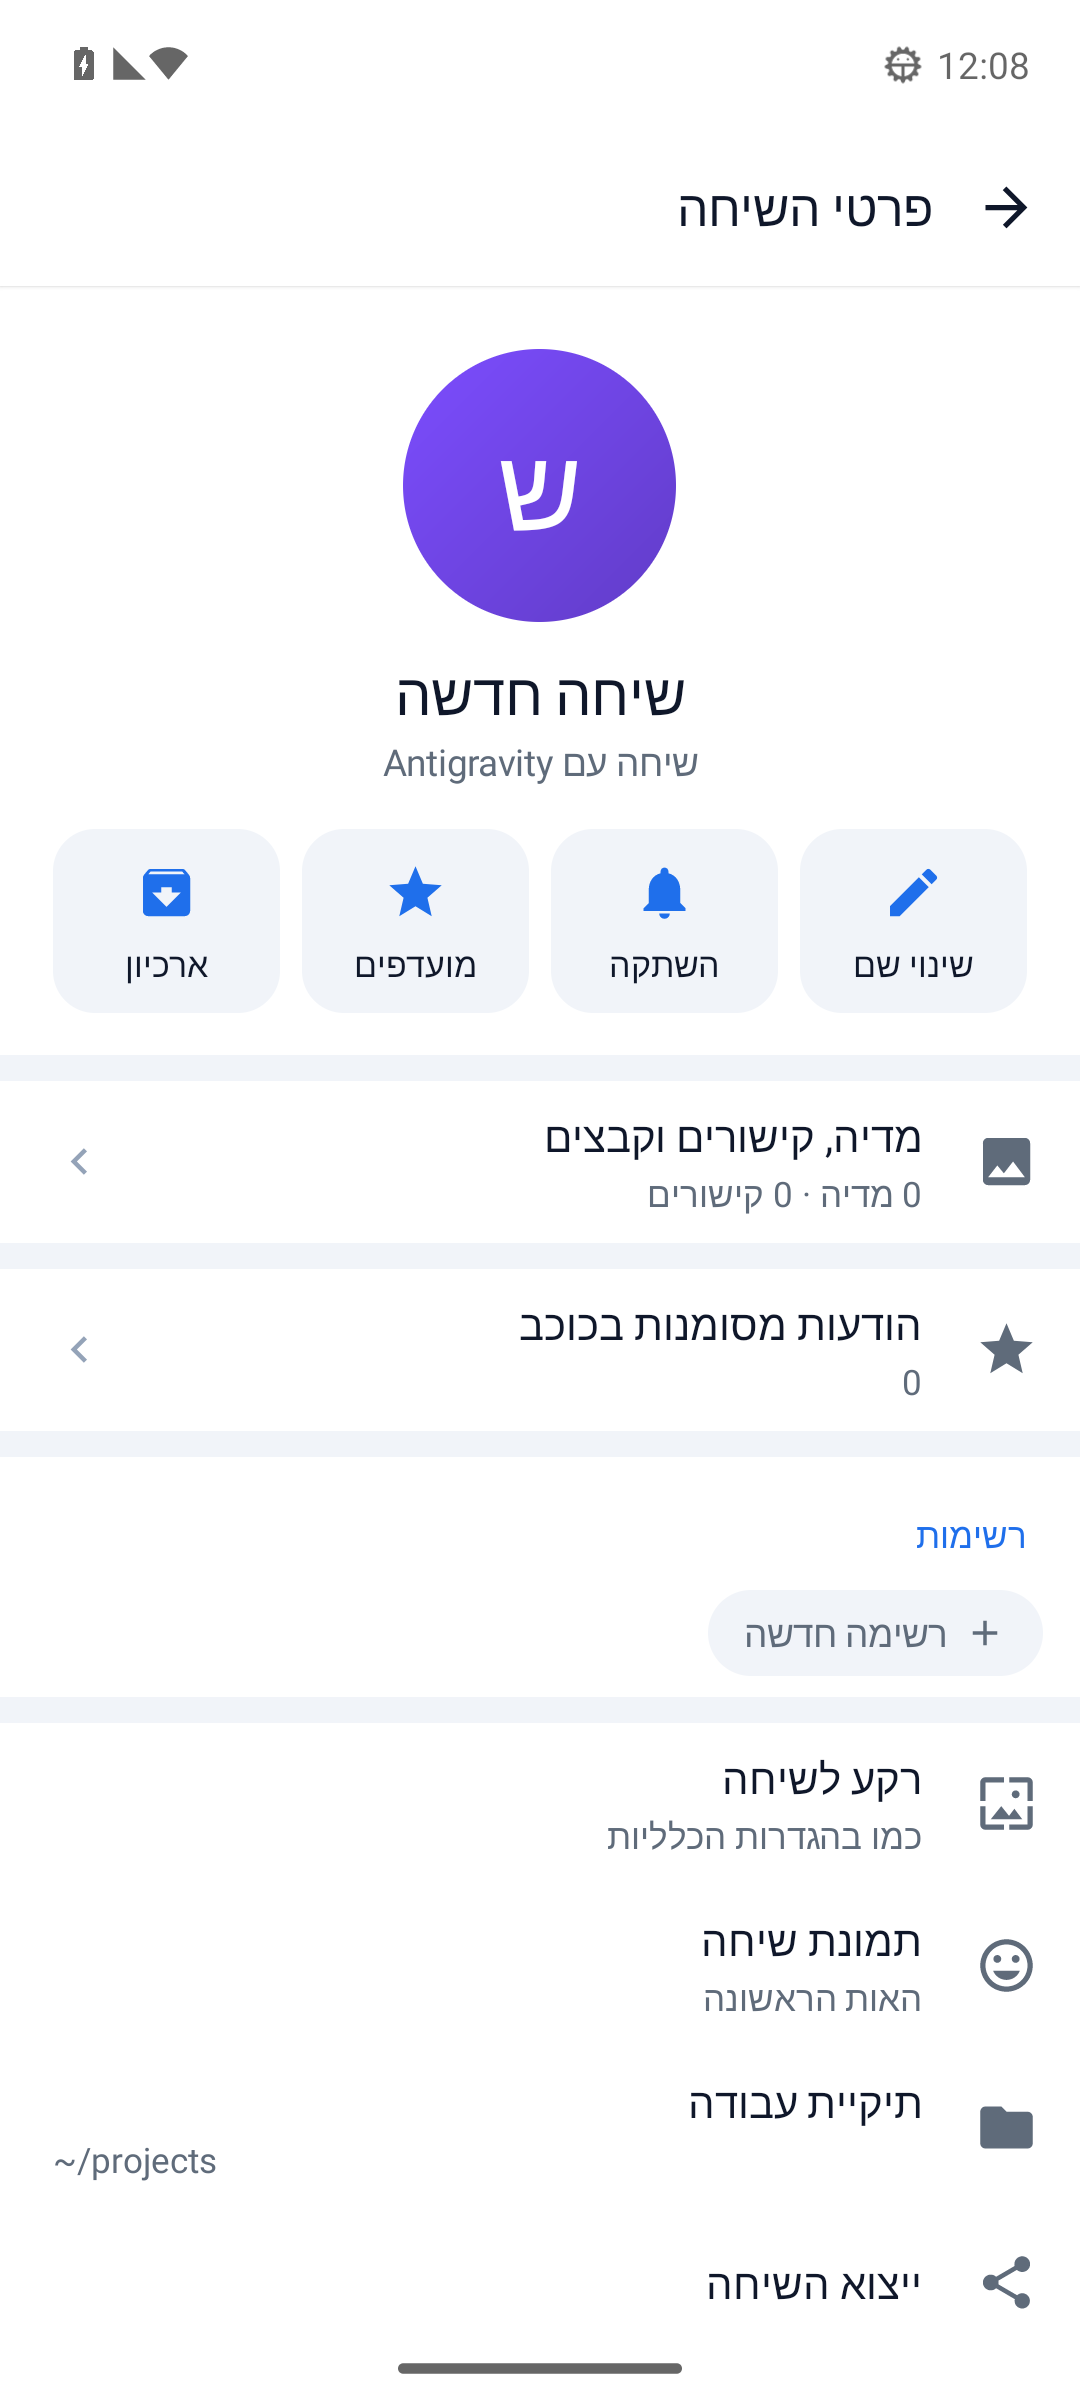 12:08
פרטי השיחה
ש
שיחה חדשה
שיחה עם Antigravity
שינוי שם
השתקה
מועדפים
ארכיון
מדיה, קישורים וקבצים
0 מדיה · 0 קישורים
הודעות מסומנות בכוכב
0
רשימות
רשימה חדשה
רקע לשיחה
כמו בהגדרות הכלליות
תמונת שיחה
האות הראשונה
תיקיית עבודה
~/projects
ייצוא השיחה